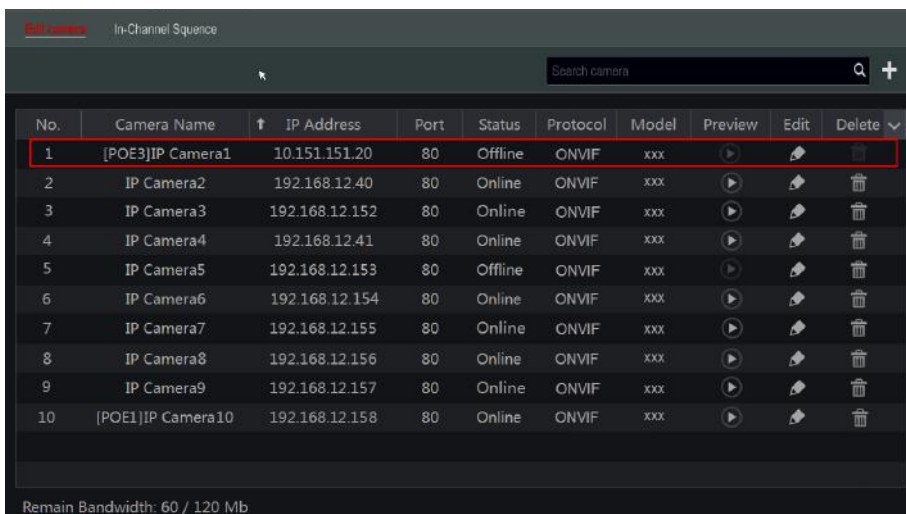 Edit camera In-Channel Squence
Search camera
No. Camera Name IP Address Port Status Protocol Model Preview Edit Delete
1 [POE3]IP Camera1 10.151.151.20 80 Offline ONVIF xxx
2 IP Camera2 192.168.12.40 80 Online ONVIF xxx
3 IP Camera3 192.168.12.152 80 Online ONVIF xxx
4 IP Camera4 192.168.12.41 80 Online ONVIF xxx
5 IP Camera5 192.168.12.153 80 Offline ONVIF xxx
6 IP Camera6 192.168.12.154 80 Online ONVIF xxx
7 IP Camera7 192.168.12.155 80 Online ONVIF xxx
8 IP Camera8 192.168.12.156 80 Online ONVIF xxx
9 IP Camera9 192.168.12.157 80 Online ONVIF xxx
10 [POE1]IP Camera10 192.168.12.158 80 Online ONVIF xxx
Remain Bandwidth: 60 / 120 Mb